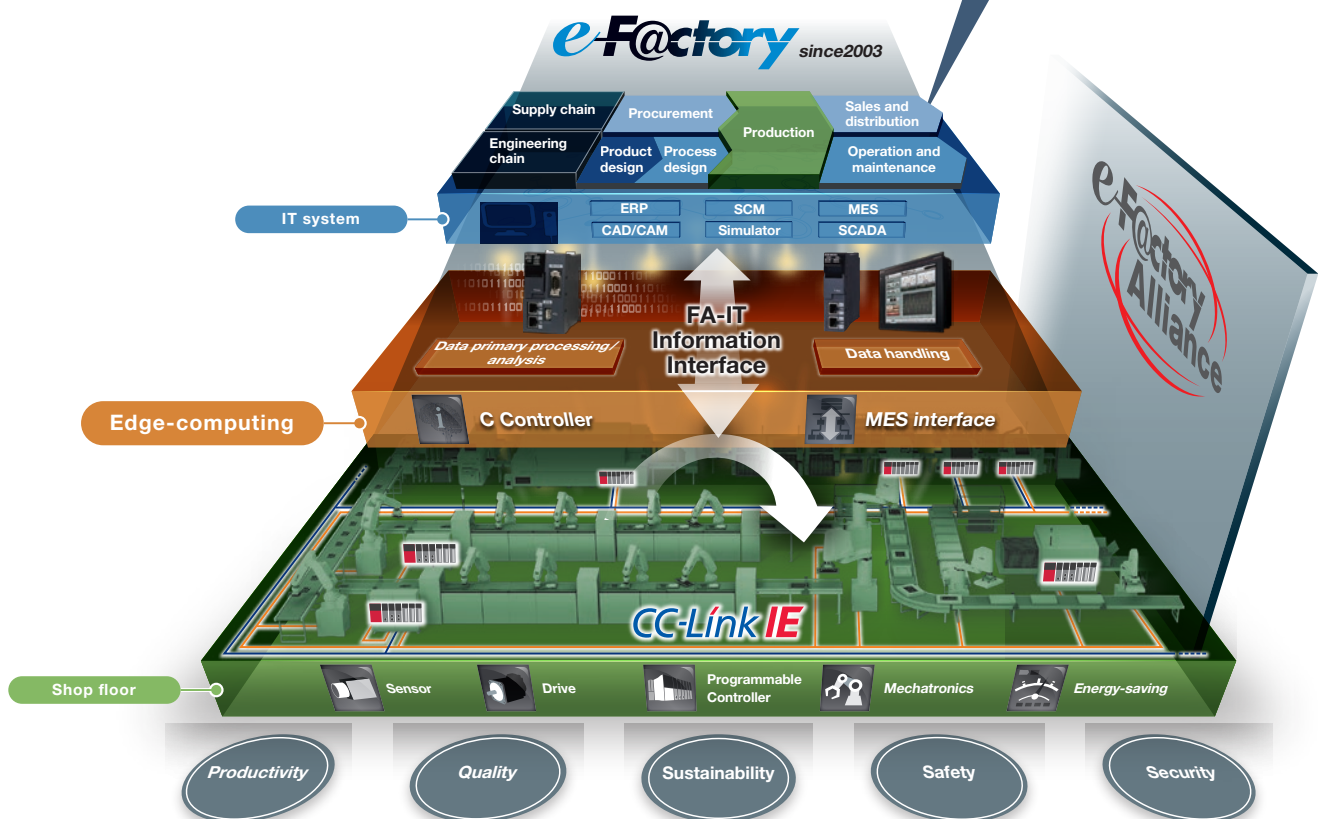 e-F@ctory since2003
Supply chain
Procurement
Production
Sales and
distribution
Engineering
chain
Product
design
Process
design
Operation and
maintenance
IT system
ERP
SCM
MES
CAD/CAM
Simulator
SCADA
FA-IT
Information
Interface
Data primary processing/
analysis
Data handling
Edge-computing
C Controller
MES interface
e-F@ctory
Alliance
CC-Link IE
Shop floor
Sensor
Drive
Programmable
Controller
Mechatronics
Energy-saving
Productivity
Quality
Sustainability
Safety
Security